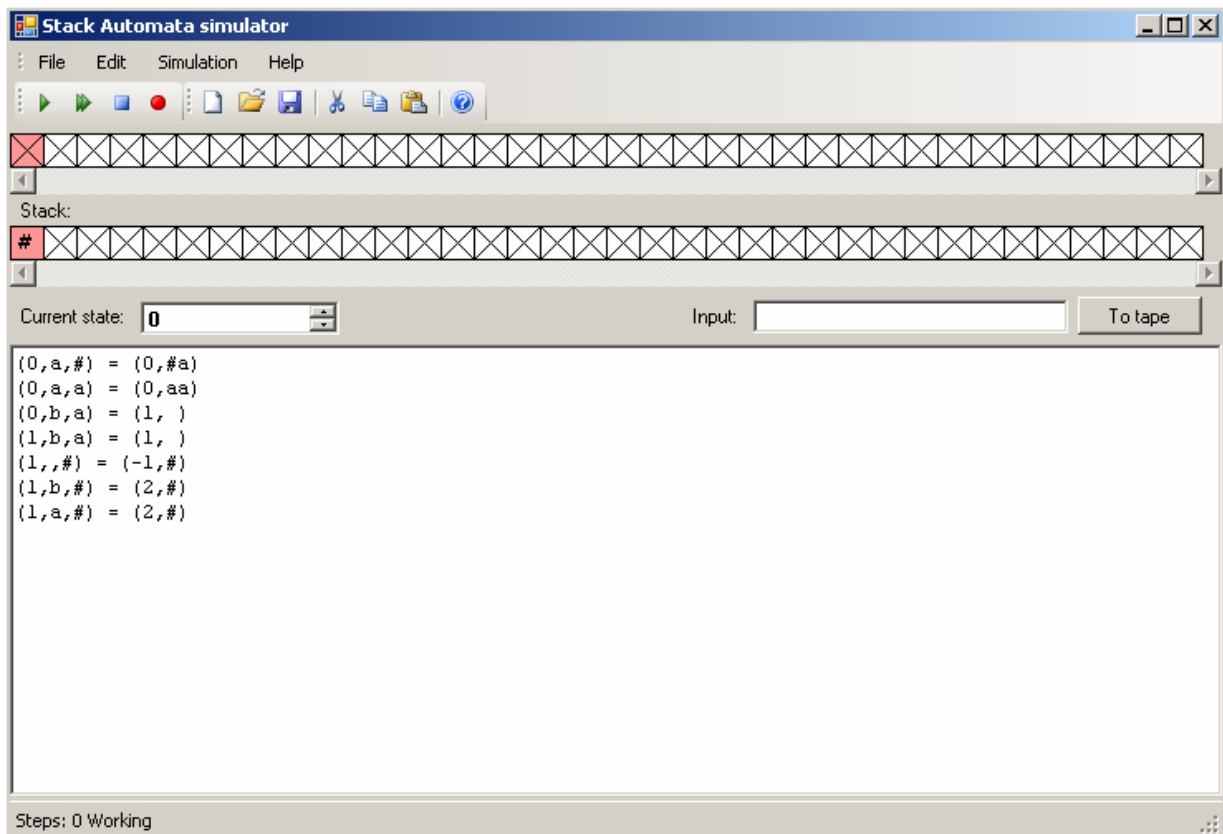 Stack Automata simulator
File Edit Simulation Help
Stack:
#
Current state: 0 Input: To tape
(0,a,#) = (0,#a)
(0,a,a) = (0,aa)
(0,b,a) = (1, )
(1,b,a) = (1, )
(1,,#) = (-1,#)
(1,b,#) = (2,#)
(1,a,#) = (2,#)
Steps: 0 Working